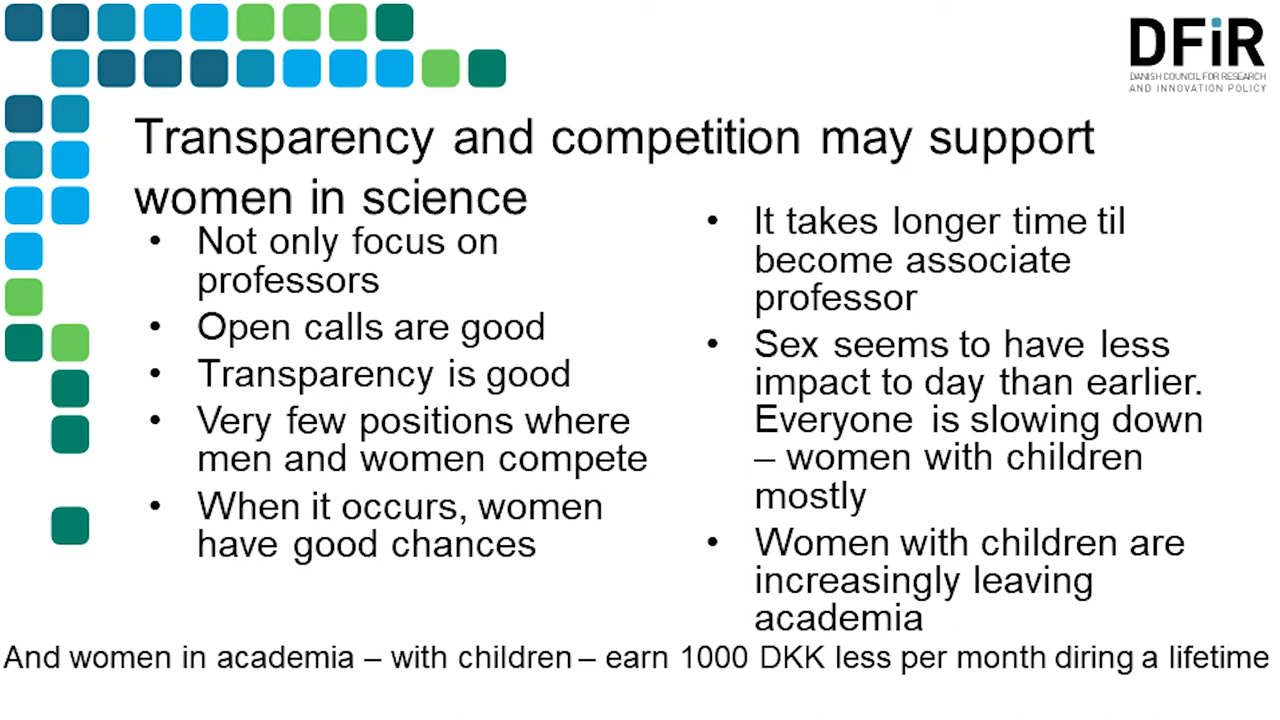 DFiR
DANISH COUNCIL FOR RESEARCH
AND INNOVATION POLICY
Transparency and competition may support
women in science
• Not only focus on
professors
• Open calls are good
• Transparency is good
• Very few positions where
men and women compete
• When it occurs, women
have good chances
• It takes longer time til
become associate
professor
• Sex seems to have less
impact to day than earlier.
Everyone is slowing down
– women with children
mostly
• Women with children are
increasingly leaving
academia
And women in academia – with children – earn 1000 DKK less per month diring a lifetime